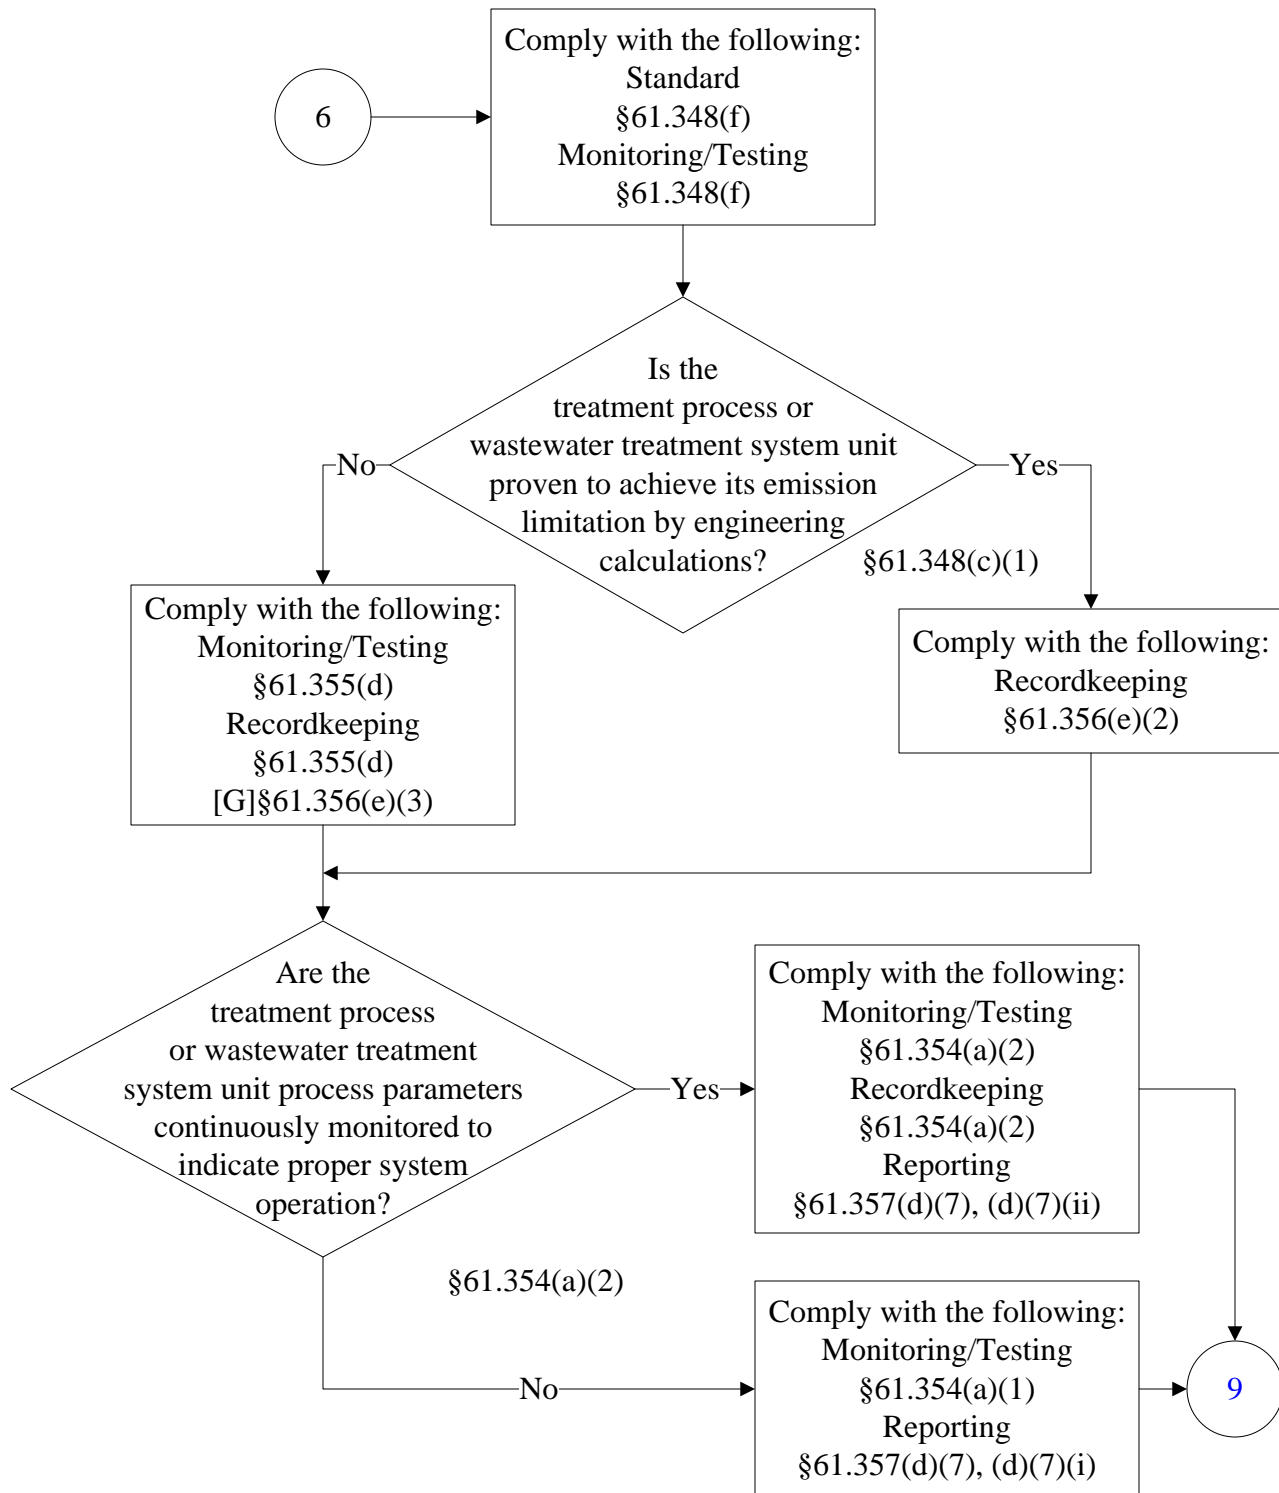 Comply with the following:
Standard
§61.348(f)
Monitoring/Testing
§61.348(f)
6
Is the
treatment process or
wastewater treatment system unit
proven to achieve its emission
limitation by engineering
calculations?
No
Yes
§61.348(c)(1)
Comply with the following:
Monitoring/Testing
§61.355(d)
Recordkeeping
§61.355(d)
[G]§61.356(e)(3)
Comply with the following:
Recordkeeping
§61.356(e)(2)
Are the
treatment process
or wastewater treatment
system unit process parameters
continuously monitored to
indicate proper system
operation?
Yes
Comply with the following:
Monitoring/Testing
§61.354(a)(2)
Recordkeeping
§61.354(a)(2)
Reporting
§61.357(d)(7), (d)(7)(ii)
§61.354(a)(2)
No
Comply with the following:
Monitoring/Testing
§61.354(a)(1)
Reporting
§61.357(d)(7), (d)(7)(i)
9